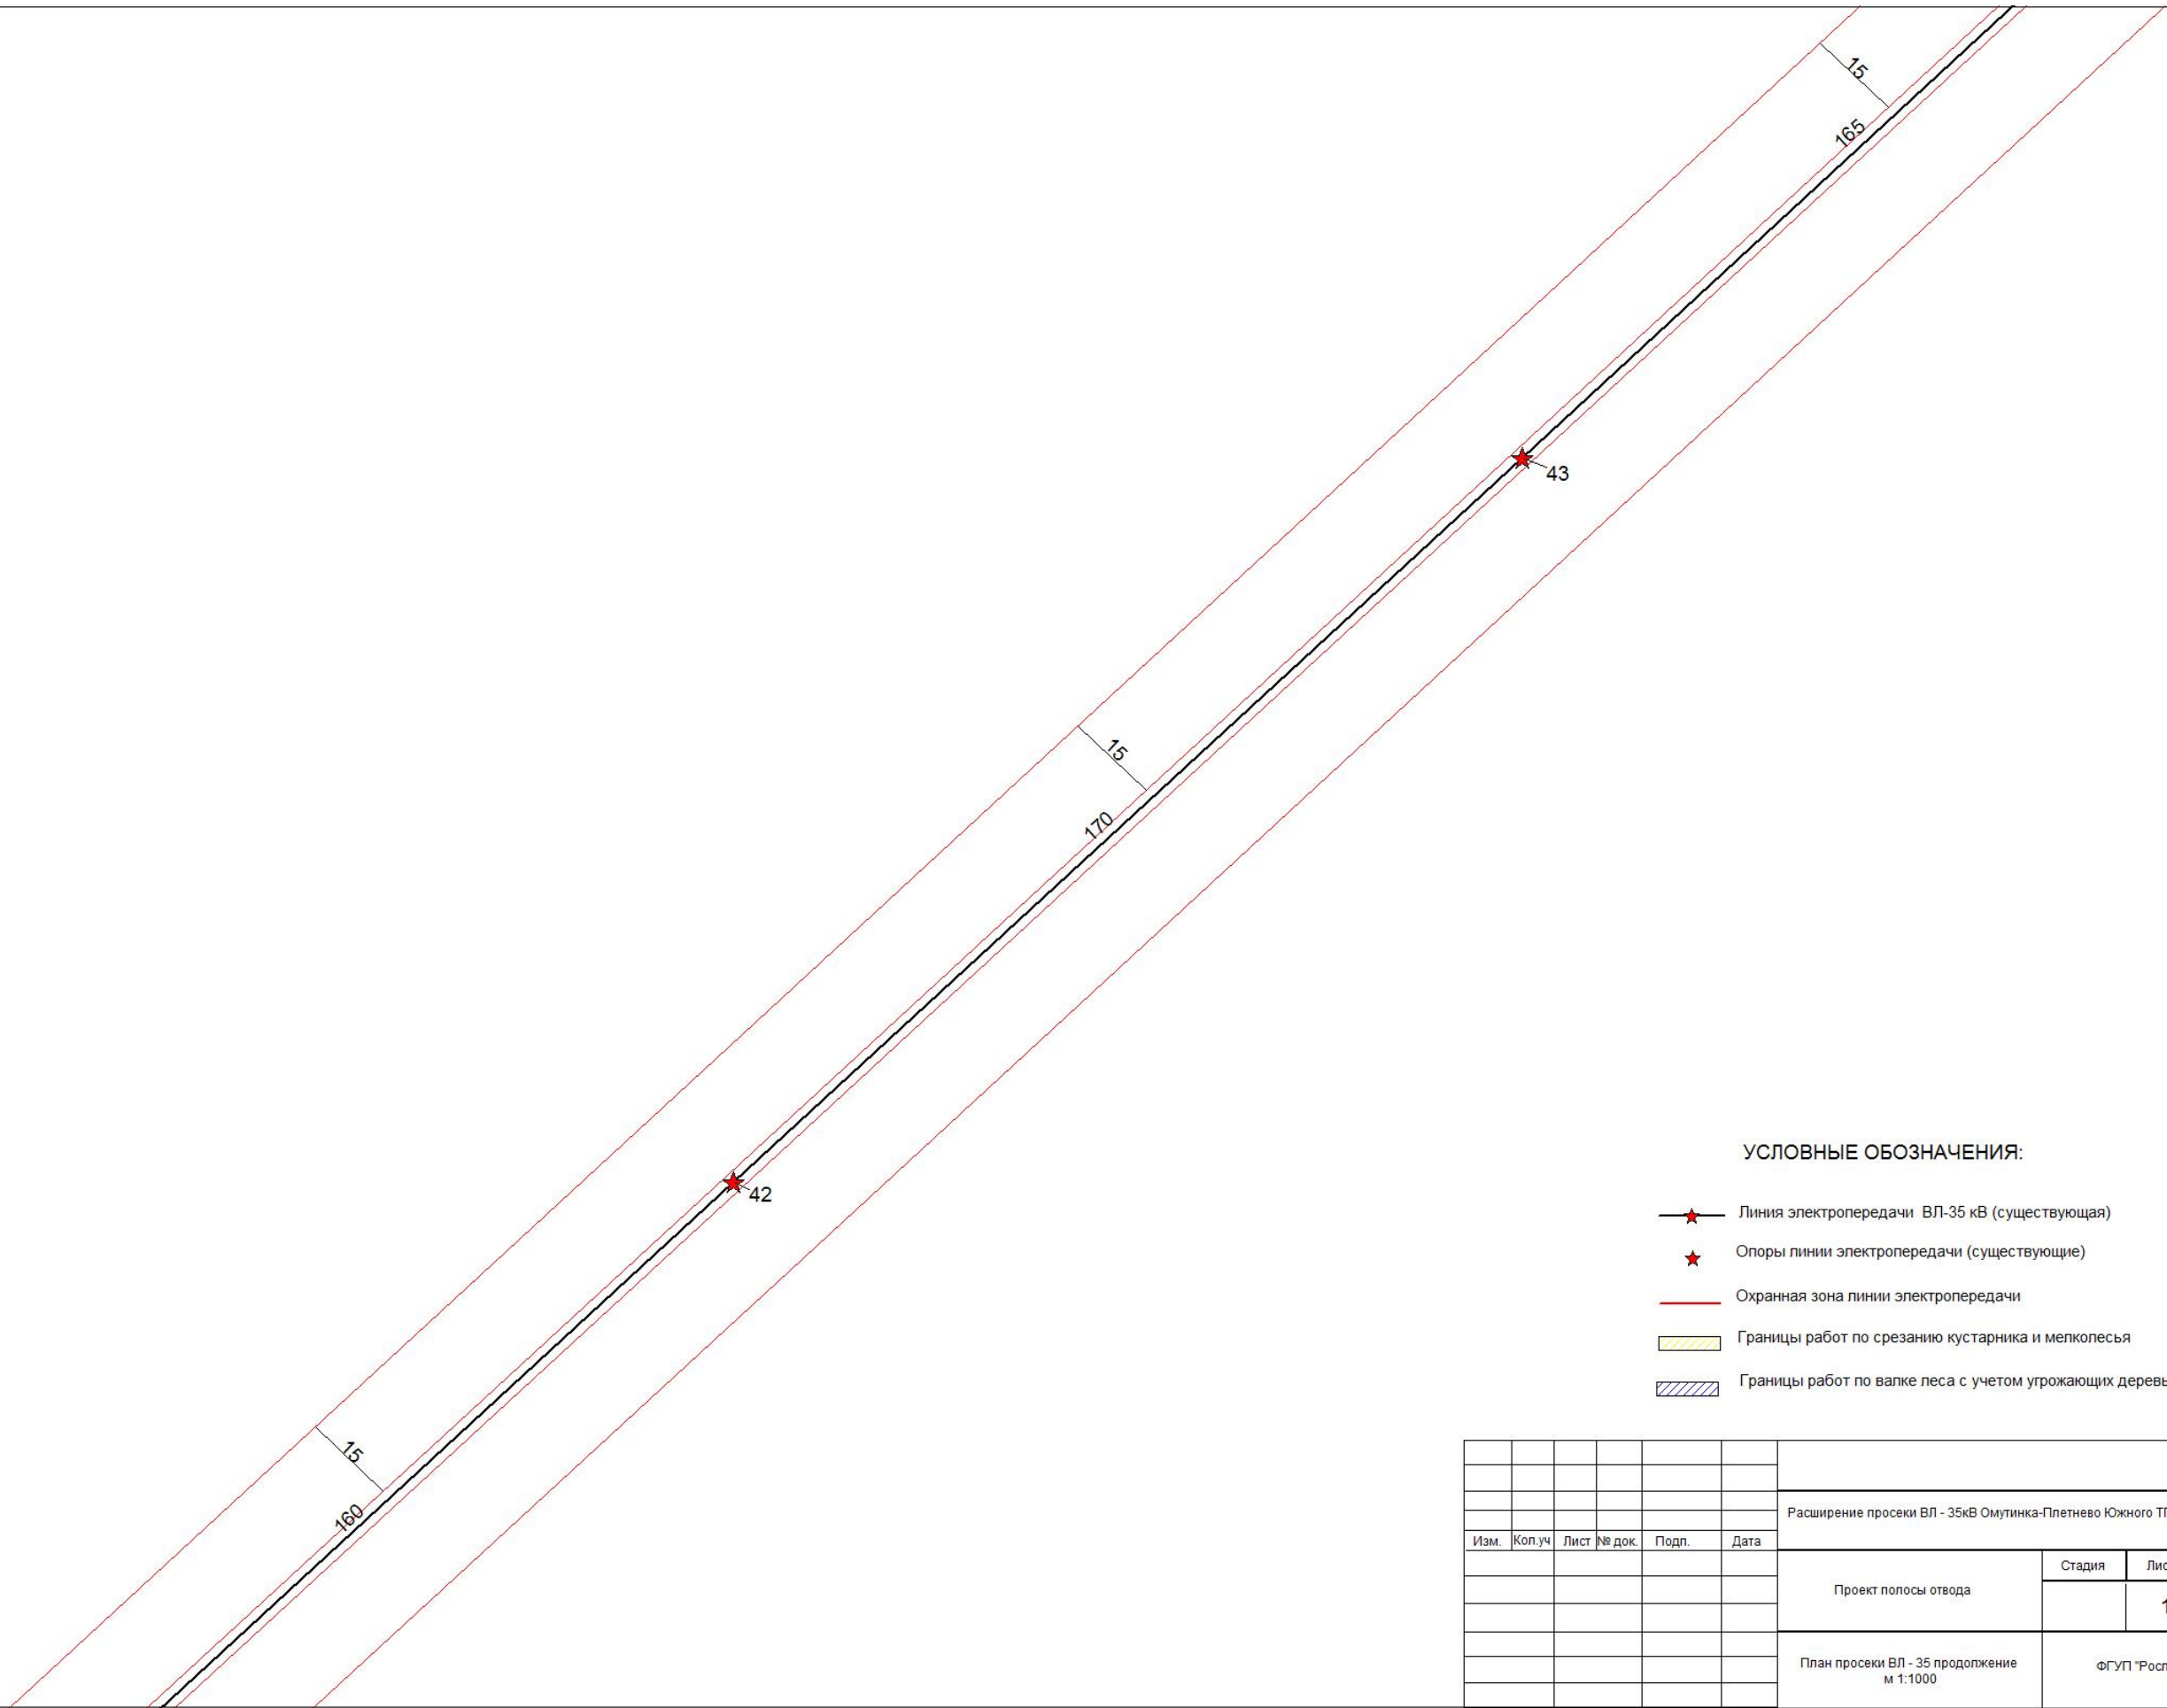 15
165
43
15
170
42
15
160
УСЛОВНЫЕ ОБОЗНАЧЕНИЯ:
Линия электропередачи ВЛ-35 кВ (существующая)
Опоры линии электропередачи (существующие)
Охранная зона линии электропередачи
Границы работ по срезанию кустарника и мелколесья
Границы работ по валке леса с учетом угрожающих
Расширение просеки ВЛ - 35кВ Омутинка-Плетнево Южного
Изм. Кол.уч Лист № док. Подп. Дата
Стадия
Проект полосы отвода
План просеки ВЛ - 35 продолжение
м 1:1000
ФГУП